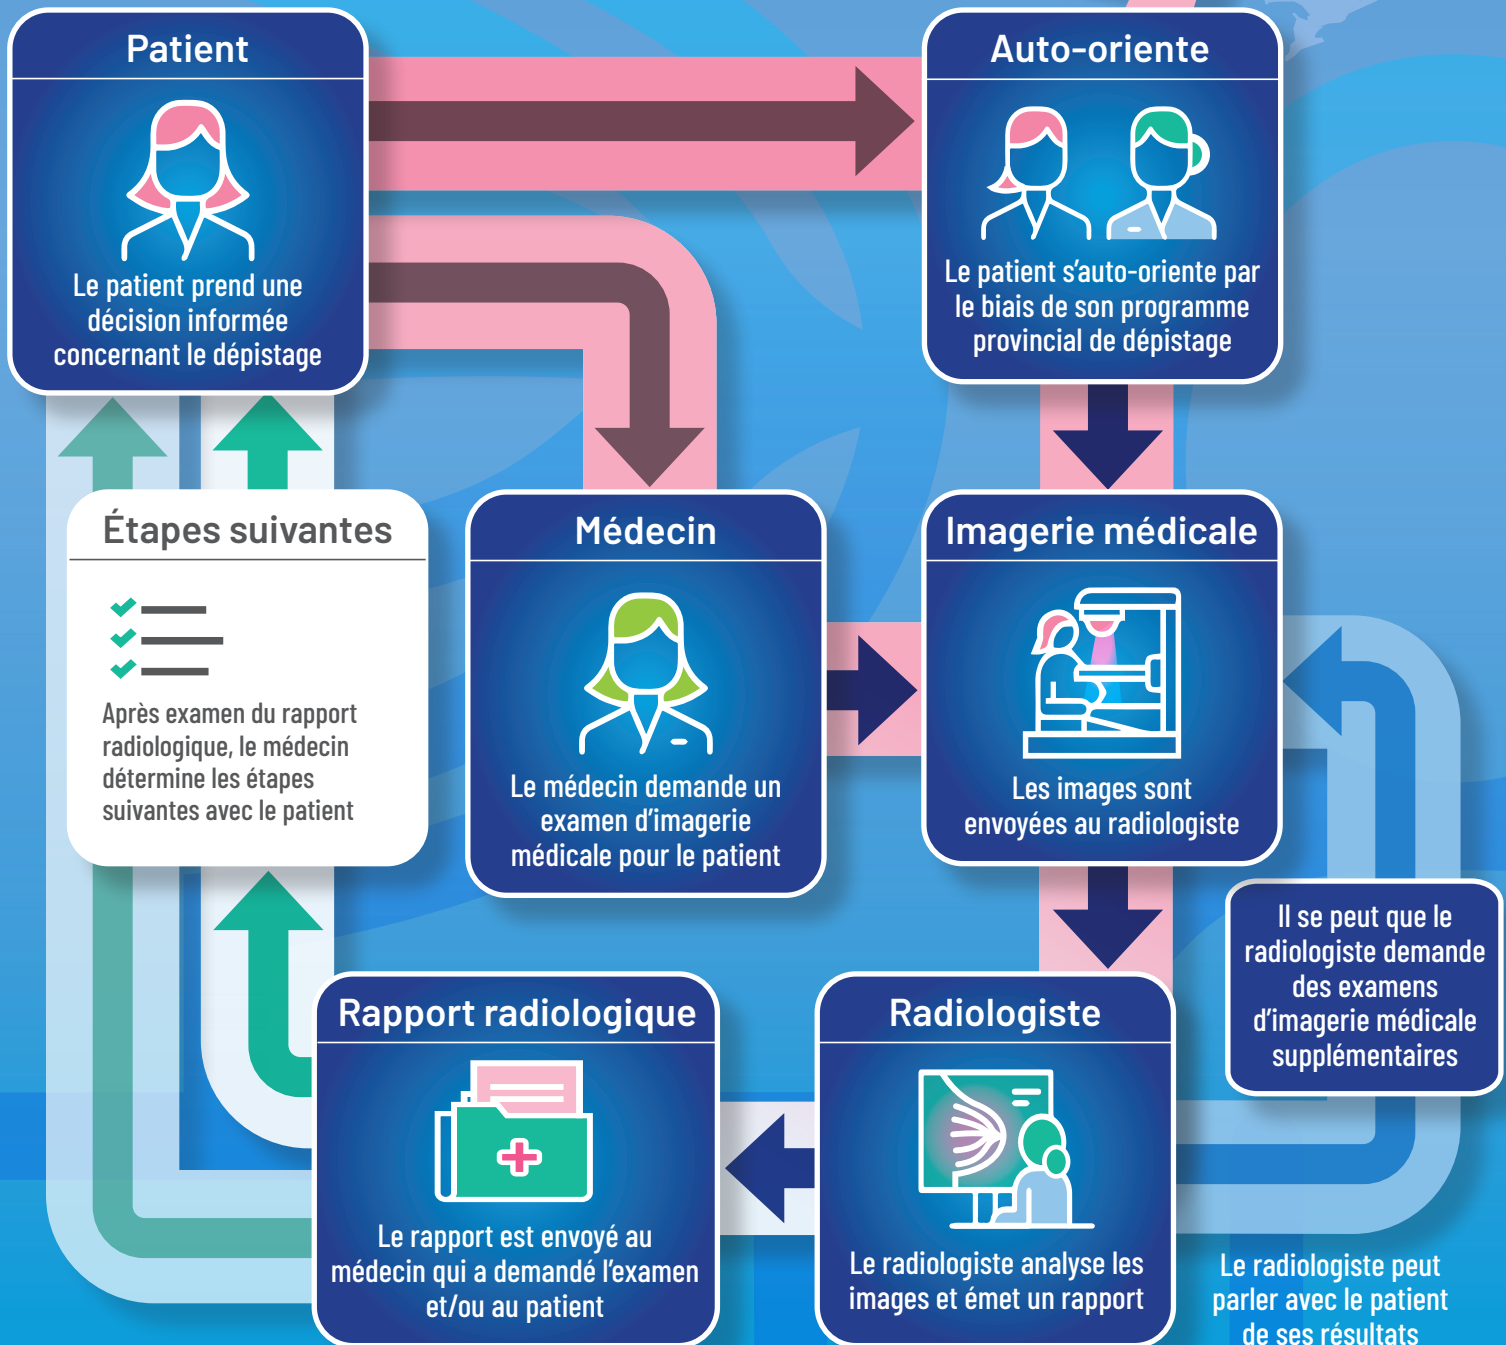 Patient
Le patient prend une
décision informée
concernant le dépistage
Auto-oriente
Le patient s'auto-oriente par
le biais de son programme
provincial de dépistage
Étapes suivantes
Après examen du rapport
radiologique, le médecin
détermine les étapes
suivantes avec le patient
Médecin
Le médecin demande un
examen d'imagerie
médicale pour le patient
Imagerie médicale
Les images sont
envoyées au radiologiste
Il se peut que le
radiologiste demande
des examens
d'imagerie médicale
supplémentaires
Rapport radiologique
Le rapport est envoyé au
médecin qui a demandé l'examen
et/ou au patient
Radiologiste
Le radiologiste analyse les
images et émet un rapport
Le radiologiste peut
parler avec le patient
de ses résultats